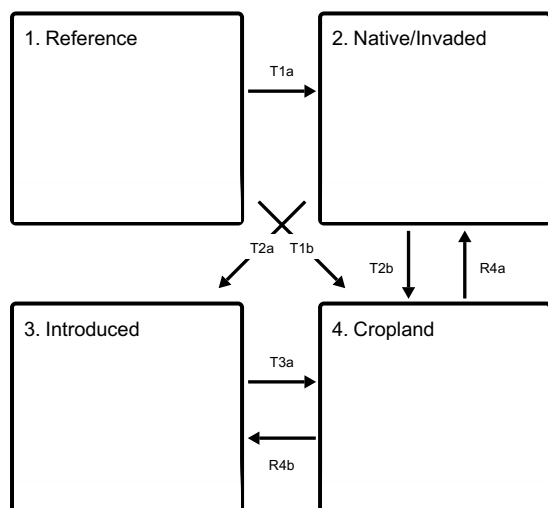 1. Reference
2. Native/Invaded
T1a
T2a
T1b
T2b
R4a
3. Introduced
4. Cropland
T3a
R4b